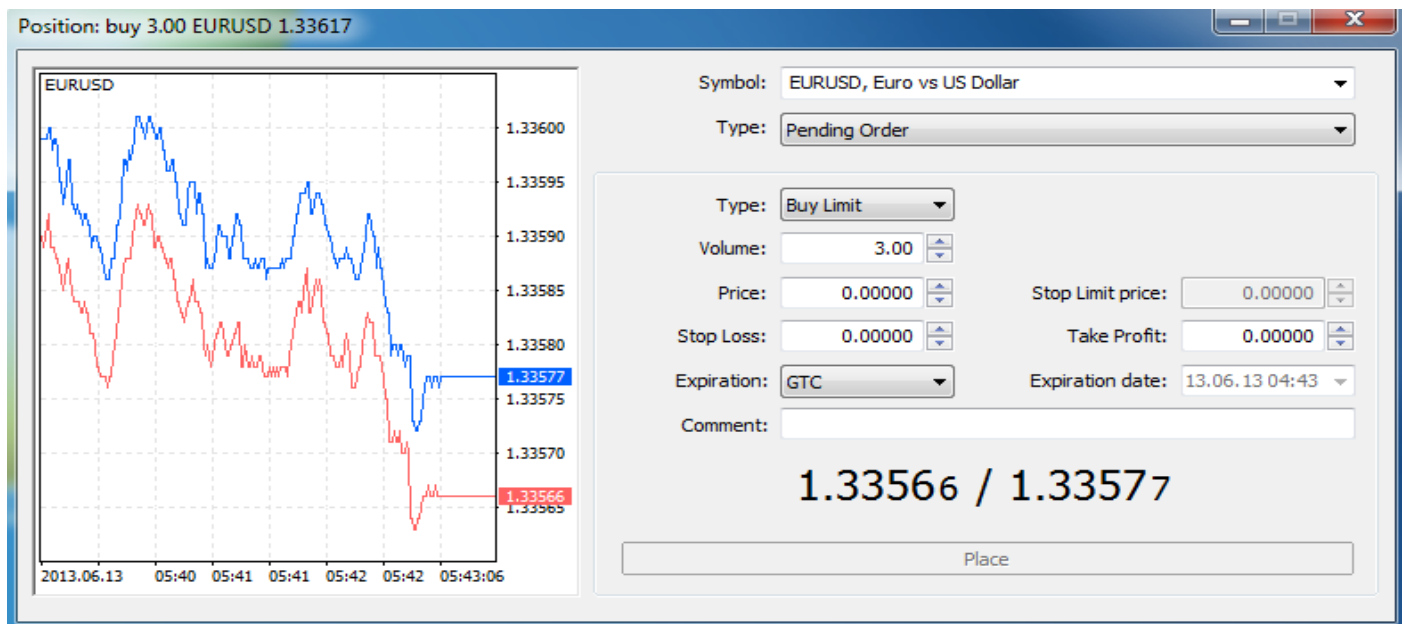 Position: buy 3.00 EURUSD 1.33617
EURUSD
1.33600
1.33595
1.33590
1.33585
1.33580
1.33577
1.33575
1.33570
1.33566
1.33565
2013.06.13 05:40 05:41 05:41 05:42 05:42 05:43:06
Symbol: EURUSD, Euro vs US Dollar
Type: Pending Order
Type: Buy Limit
Volume: 3.00
Price: 0.00000 Stop Limit price: 0.00000
Stop Loss: 0.00000 Take Profit: 0.00000
Expiration: GTC Expiration date: 13.06.13 04:43
Comment:
1.33566 / 1.33577
Place